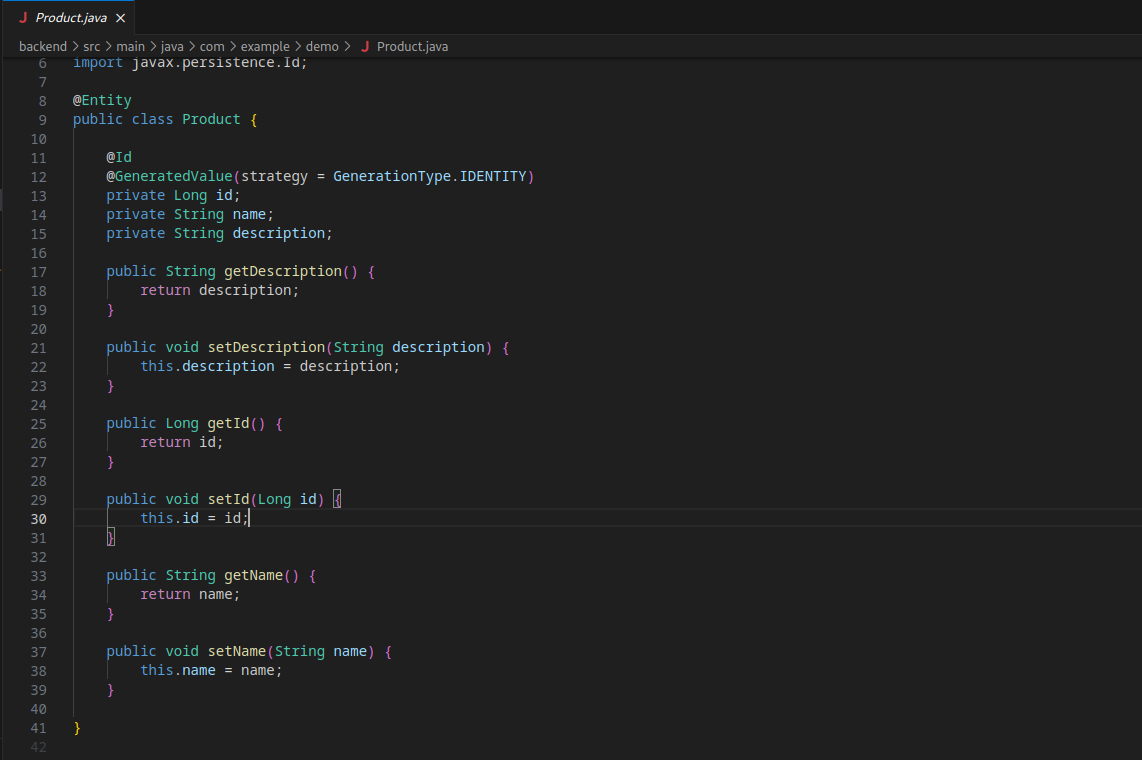 Product.java
backend > src > main > java > com > example > demo > Product.java
6 import javax.persistence.Id;
7
8 @Entity
9 public class Product {
10
11     @Id
12     @GeneratedValue(strategy = GenerationType.IDENTITY)
13     private Long id;
14     private String name;
15     private String description;
16
17     public String getDescription() {
18         return description;
19     }
20
21     public void setDescription(String description) {
22         this.description = description;
23     }
24
25     public Long getId() {
26         return id;
27     }
28
29     public void setId(Long id) {
30         this.id = id;
31     }
32
33     public String getName() {
34         return name;
35     }
36
37     public void setName(String name) {
38         this.name = name;
39     }
40
41 }
42